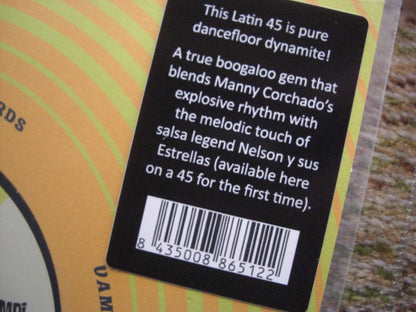 This Latin 45 is pure
dancefloor dynamite!
A true boogaloo gem that
blends Manny Corchado's
explosive rhythm with
the melodic touch of
salsa legend Nelson y sus
Estrellas (available here
on a 45 for the first time).
8 435008 865122